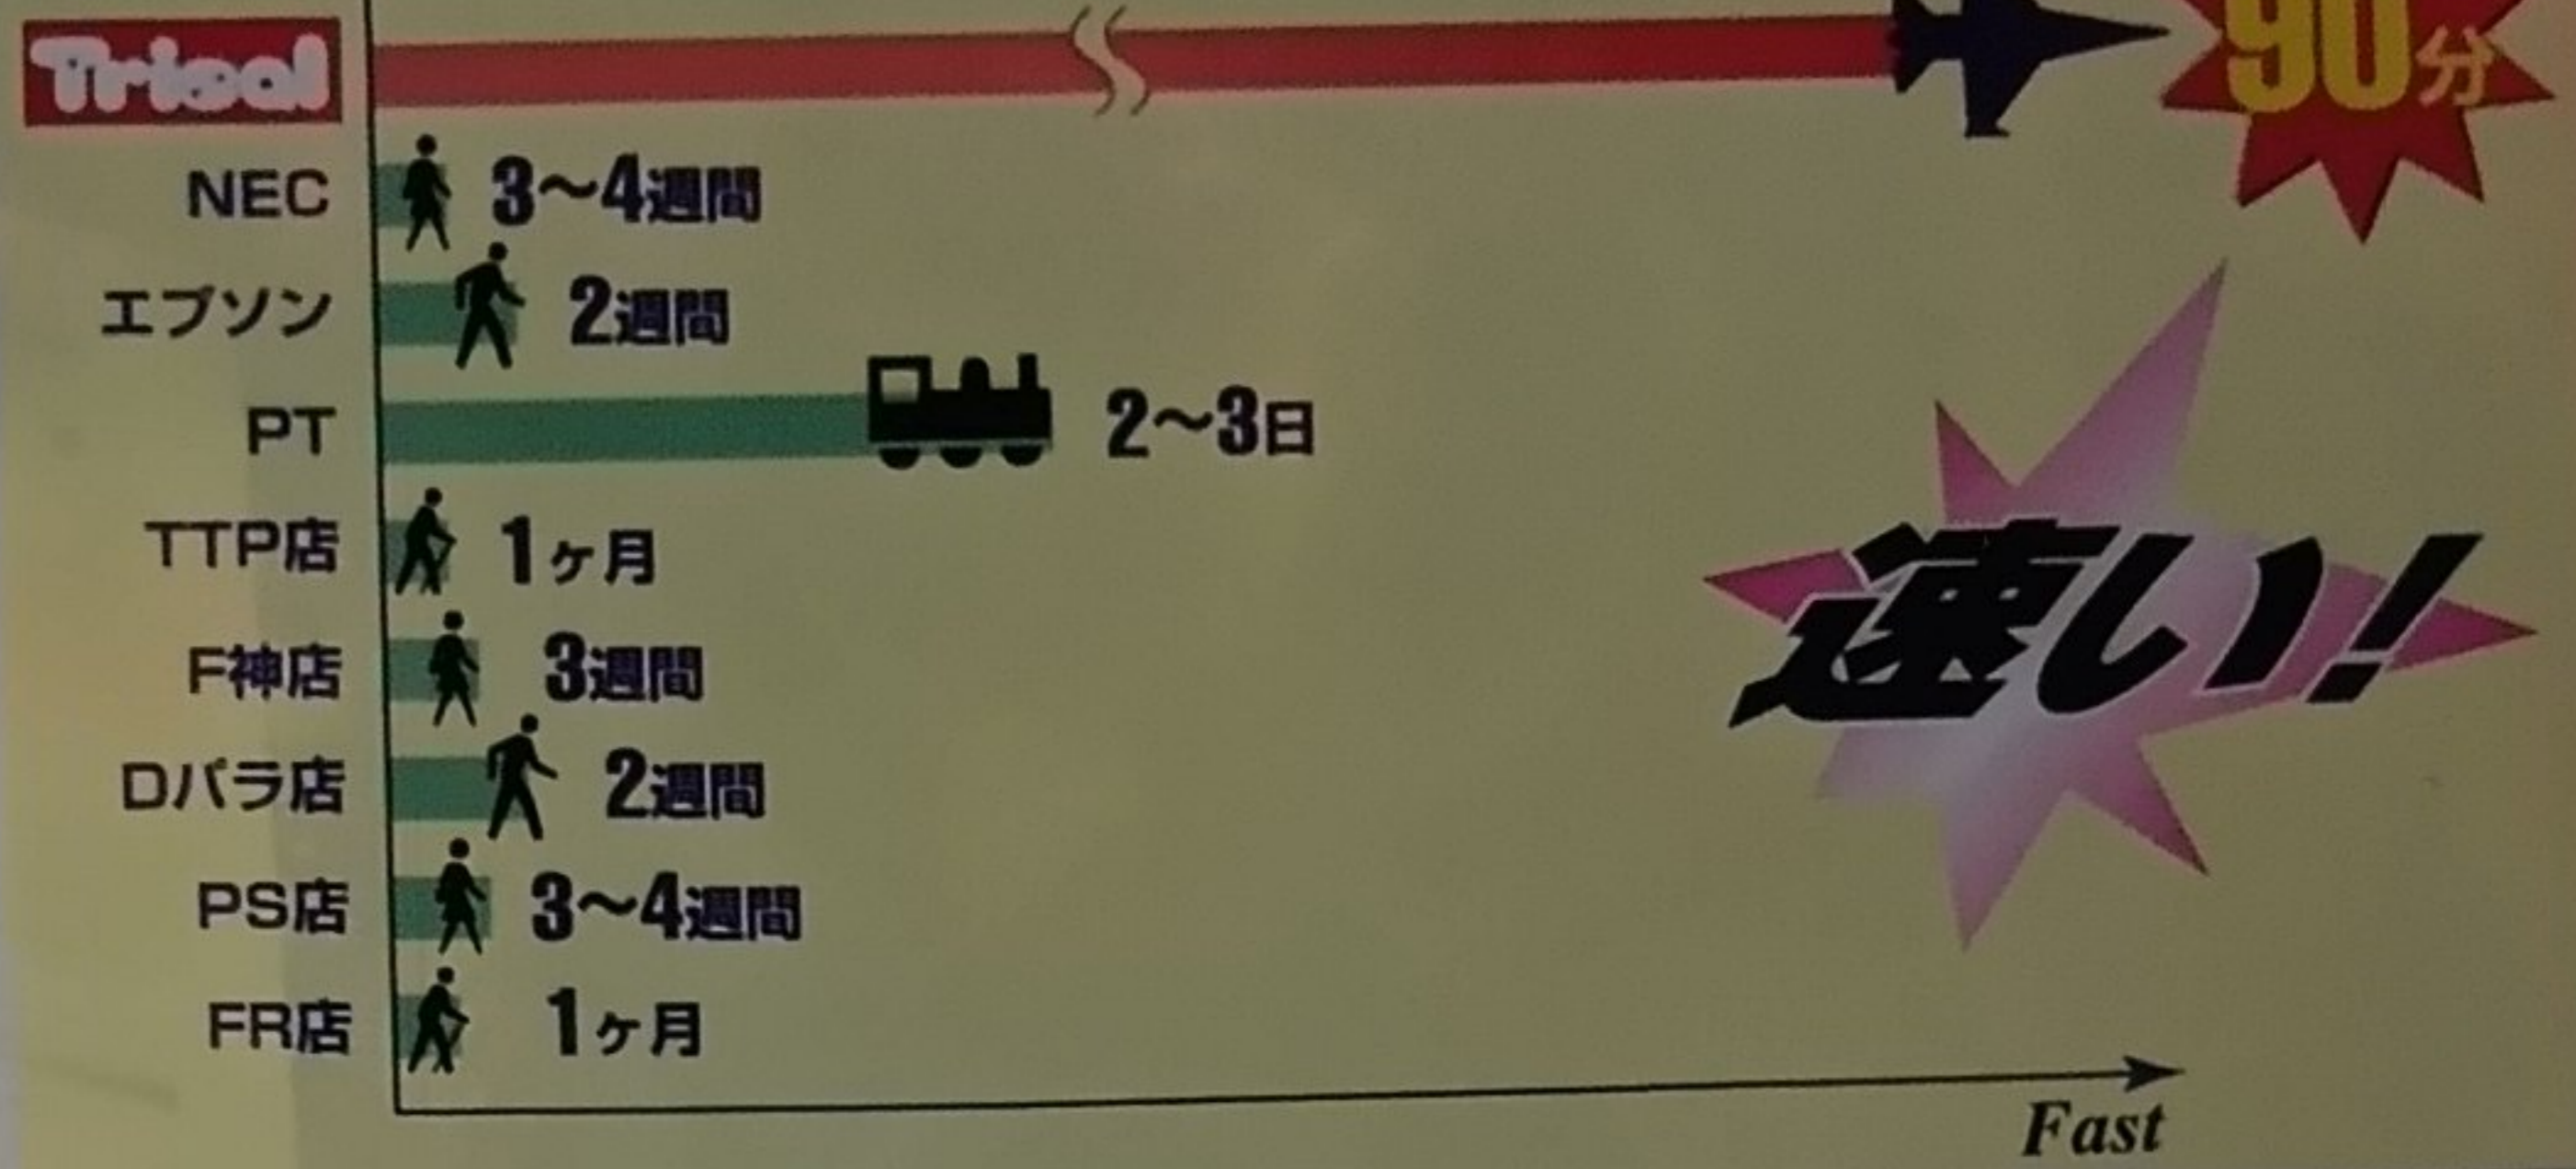 Trisal 90分
NEC 3～4週間
エプソン 2週間
PT 2～3日
TTP店 1ヶ月
F神店 3週間
Dパラ店 2週間
PS店 3～4週間
FR店 1ヶ月
速い!
Fast